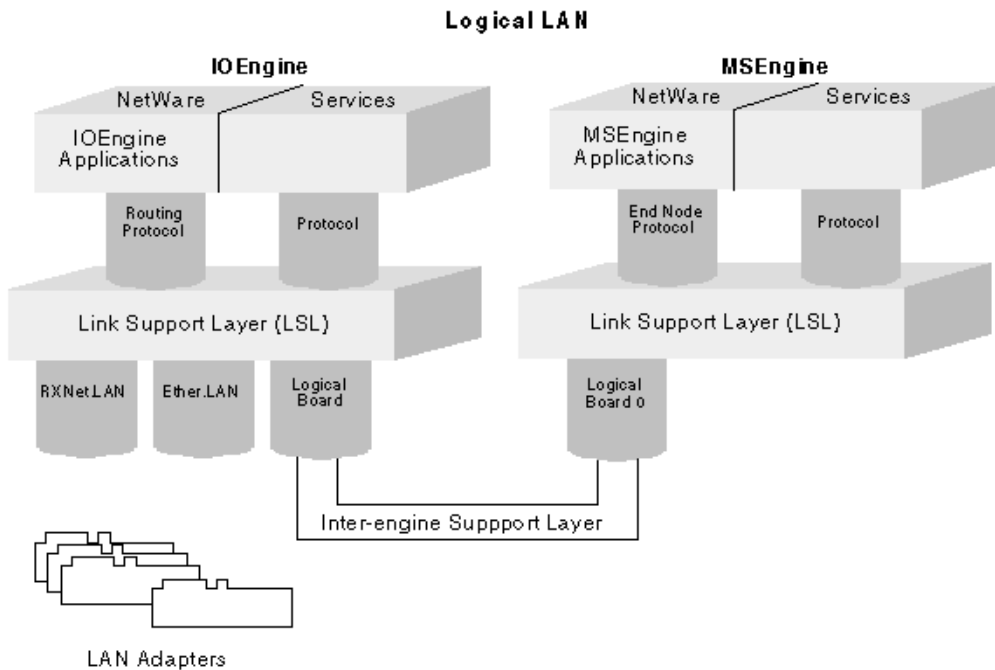 Logical LAN
IOEngine
MSEngine
NetWare
Services
IOEngine
Applications
NetWare
Services
MSEngine
Applications
Routing
Protocol
Protocol
End Node
Protocol
Protocol
Link Support Layer (LSL)
Link Support Layer (LSL)
RXNet.LAN
Ether.LAN
Logical
Board
Logical
Board 0
Inter-engine Suppport Layer
LAN Adapters